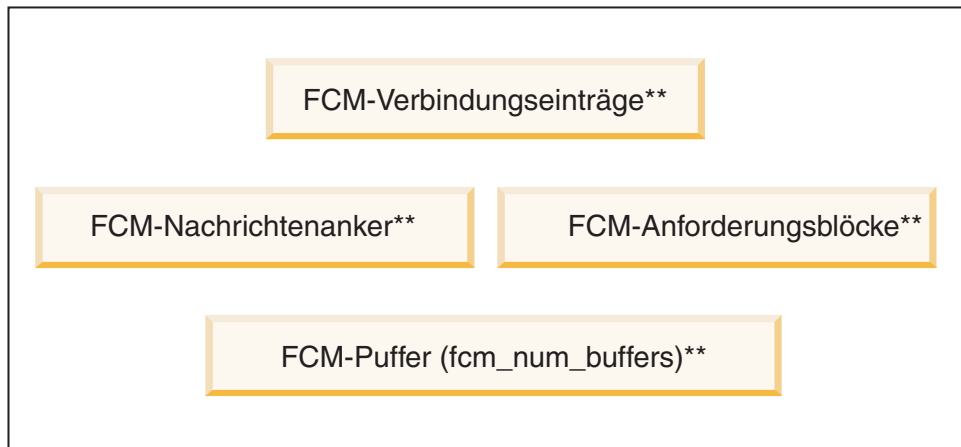 FCM-Verbindungseinträge**
FCM-Nachrichtenanker**
FCM-Anforderungsblöcke**
FCM-Puffer (fcm_num_buffers)**